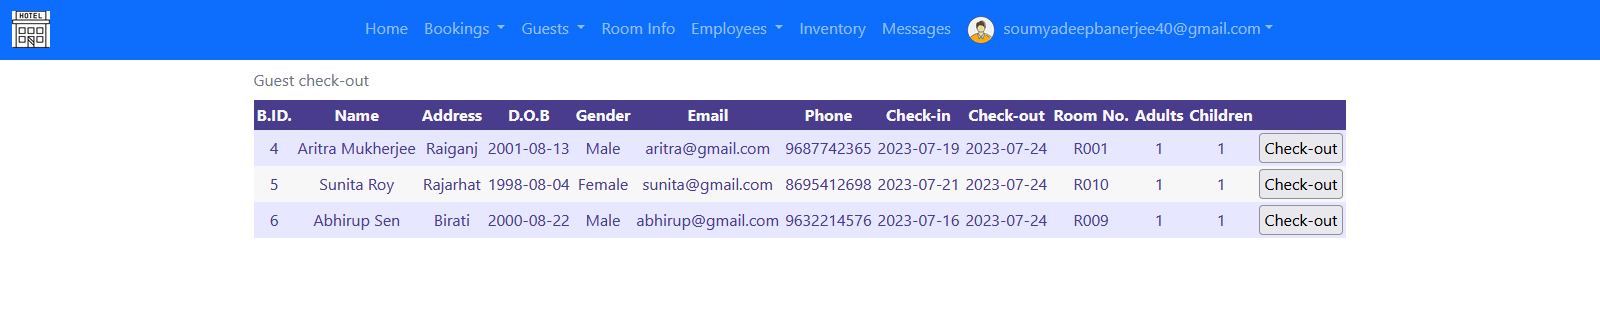 HOTEL
Home Bookings Guests Room Info Employees Inventory Messages soumyadeepbanerjee40@gmail.com
Guest check-out
B.ID. Name Address D.O.B Gender Email Phone Check-in Check-out Room No. Adults Children
4 Aritra Mukherjee Raiganj 2001-08-13 Male aritra@gmail.com 9687742365 2023-07-19 2023-07-24 R001 1 1 Check-out
5 Sunita Roy Rajarhat 1998-08-04 Female sunita@gmail.com 8695412698 2023-07-21 2023-07-24 R010 1 1 Check-out
6 Abhirup Sen Birati 2000-08-22 Male abhirup@gmail.com 9632214576 2023-07-16 2023-07-24 R009 1 1 Check-out